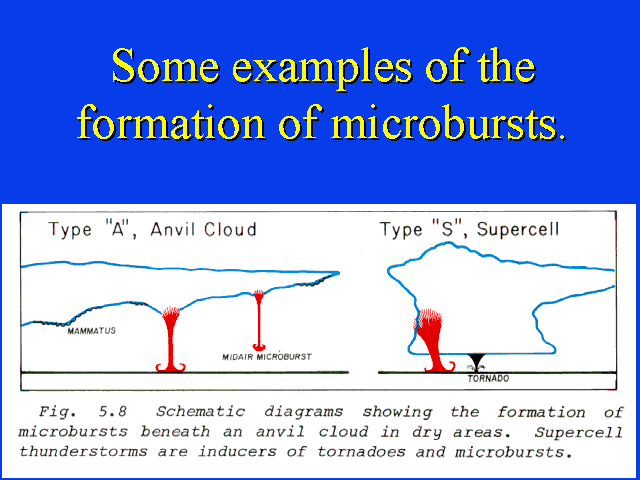 Some examples of the
formation of microbursts.
Type "A", Anvil Cloud
Type "S", Supercell
MAMMATUS
MIDAIR MICROBURST
TORNADO
Fig. 5.8 Schematic diagrams showing the formation of
microbursts beneath an anvil cloud in dry areas. Supercell
thunderstorms are inducers of tornadoes and microbursts.